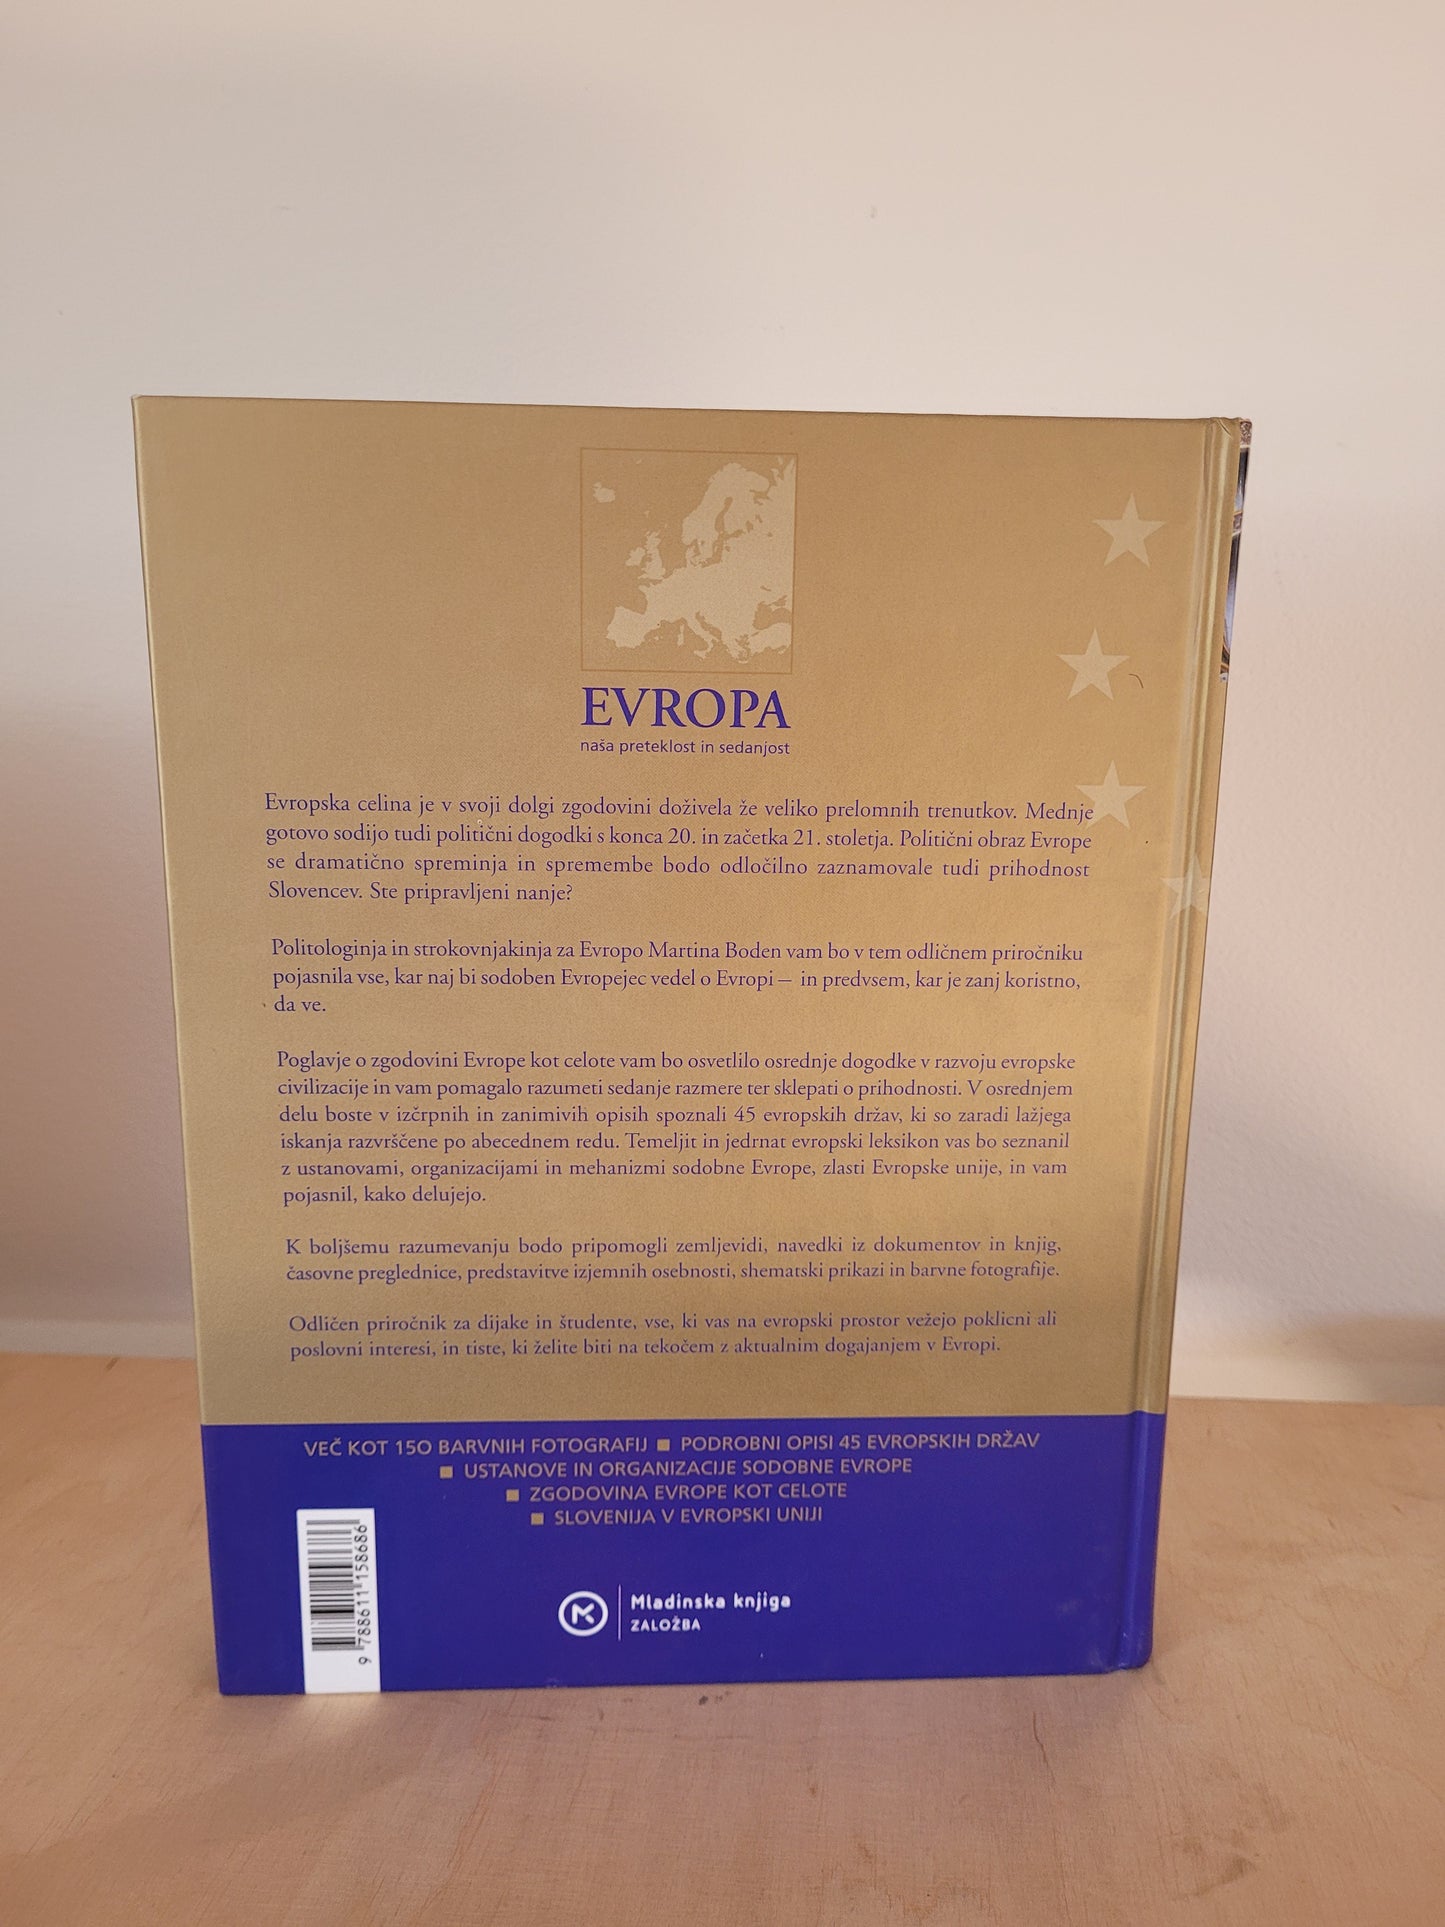 EVROPA
naša preteklost in sedanjost
Evropska celina je v svoji dolgi zgodovini doživela že veliko prelomnih trenutkov. Mednje
gotovo sodijo tudi politični dogodki s konca 20. in začetka 21. stoletja. Politični obraz Evrope
se dramatično spreminja in spremembe bodo odločilno zaznamovale tudi prihodnost
Slovencev. Ste pripravljeni nanje?
Politologinja in strokovnjakinja za Evropo Martina Boden vam bo v tem odličnem priročniku
pojasnila vse, kar naj bi sodoben Evropejec vedel o Evropi – in predvsem, kar je zanj koristno,
da ve.
Poglavje o zgodovini Evrope kot celote vam bo osvetlilo osrednje dogodke v razvoju evropske
civilizacije in vam pomagalo razumeti sedanje razmere ter sklepati o prihodnosti. V osrednjem
delu boste v izčrpnih in zanimivih opisih spoznali 45 evropskih držav, ki so zaradi lažjega
iskanja razvrščene po abecednem redu. Temeljit in jedrnat evropski leksikon vas bo seznanil
z ustanovami, organizacijami in mehanizmi sodobne Evrope, zlasti Evropske unije, in vam
pojasnil, kako delujejo.
K boljšemu razumevanju bodo pripomogli zemljevidi, navedki iz dokumentov in knjig,
časovne preglednice, predstavitve izjemnih osebnosti, shematski prikazi in barvne fotografije.
Odličen priročnik za dijake in študente, vse, ki vas na evropski prostor vežejo poklicni ali
poslovni interesi, in tiste, ki želite biti na tekočem z aktualnim dogajanjem v Evropi.
VEČ KOT 150 BARVNIH FOTOGRAFIJ ■ PODROBNI OPISI 45 EVROPSKIH DRŽAV
■ USTANOVE IN ORGANIZACIJE SODOBNE EVROPE
■ ZGODOVINA EVROPE KOT CELOTE
■ SLOVENIJA V EVROPSKI UNIJI
9 788611 158686
Mladinska knjiga
ZALOŽBA